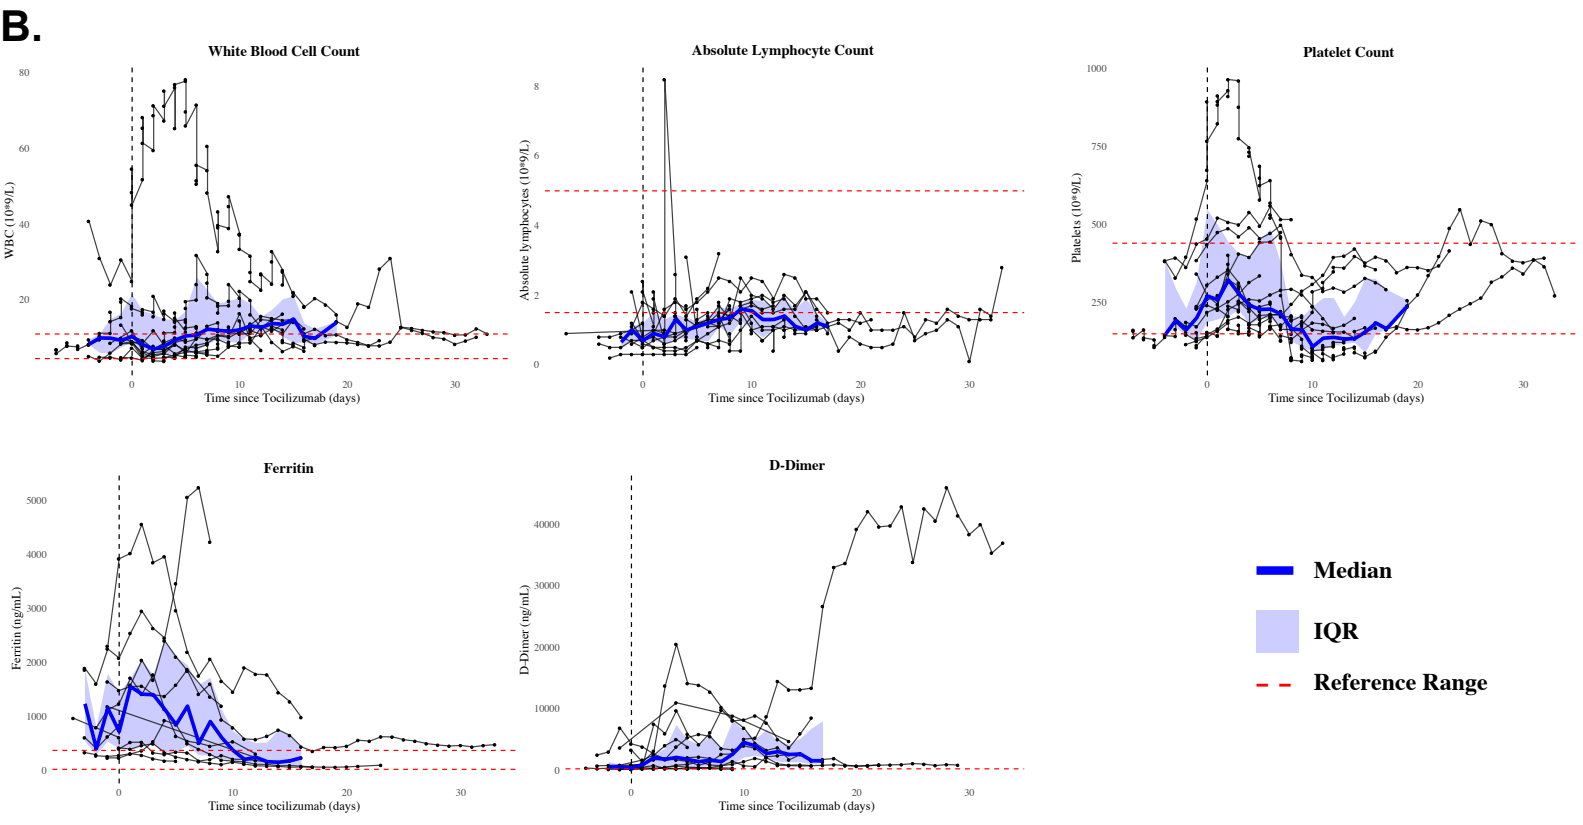 B.
White Blood Cell Count
WBC (10*9/L)
80
60
40
20
0
10
20
30
Time since Tocilizumab (days)
Absolute Lymphocyte Count
Absolute lymphocytes (10*9/L)
8
6
4
2
0
0
10
20
30
Time since Tocilizumab (days)
Platelet Count
Platelets (10*9/L)
1000
750
500
250
0
10
20
30
Time since Tocilizumab (days)
Ferritin
Ferritin (ng/mL)
5000
4000
3000
2000
1000
0
0
10
20
30
Time since tocilizumab (days)
D-Dimer
D-Dimer (ng/mL)
40000
30000
20000
10000
0
0
10
20
30
Time since Tocilizumab (days)
Median
IQR
Reference Range